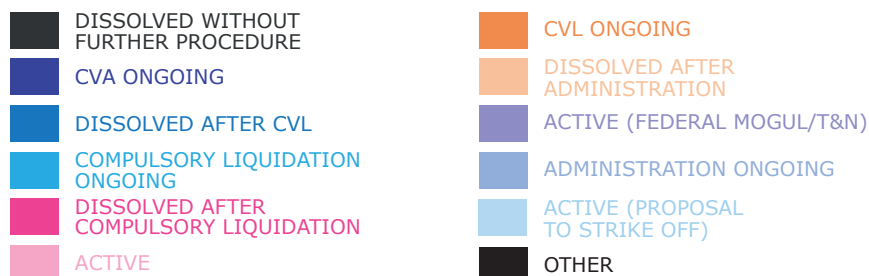 DISSOLVED WITHOUT
FURTHER PROCEDURE
CVA ONGOING
DISSOLVED AFTER CVL
COMPULSORY LIQUIDATION
ONGOING
DISSOLVED AFTER
COMPULSORY LIQUIDATION
ACTIVE
CVL ONGOING
DISSOLVED AFTER
ADMINISTRATION
ACTIVE (FEDERAL MOGUL/T&N)
ADMINISTRATION ONGOING
ACTIVE (PROPOSAL
TO STRIKE OFF)
OTHER